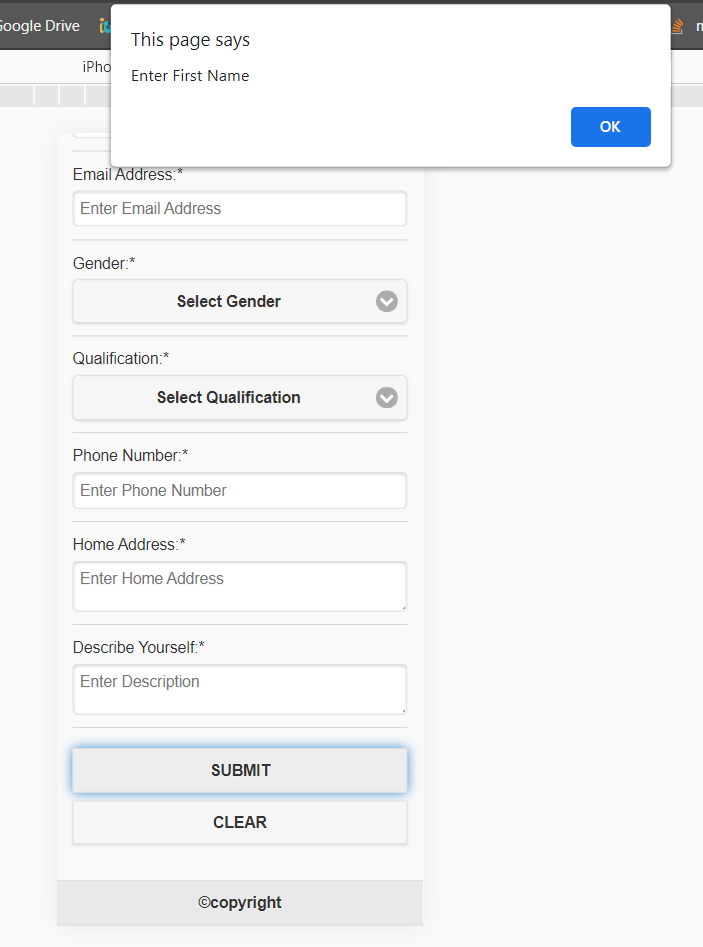 Google Drive
This page says
iPho
Enter First Name
OK
Email Address:*
Enter Email Address
Gender:*
Select Gender
Qualification:*
Select Qualification
Phone Number:*
Enter Phone Number
Home Address:*
Enter Home Address
Describe Yourself:*
Enter Description
SUBMIT
CLEAR
©copyright